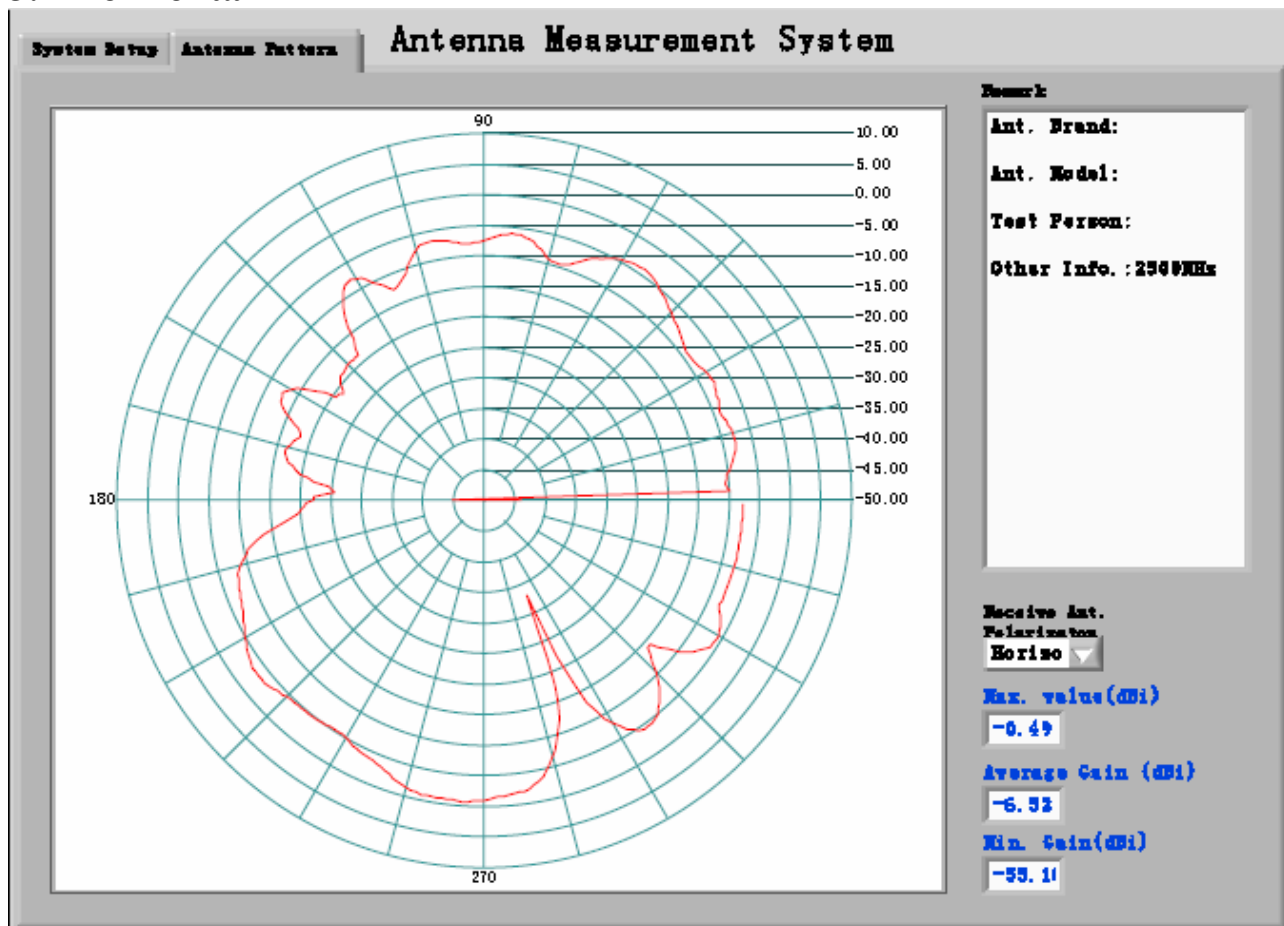 Antenna Measurement System
System Setup
Antenna Pattern
Remark
Ant. Brand:
Ant. Model:
Test Person:
Other Info.:
90
10.00
5.00
0.00
-5.00
-10.00
-15.00
-20.00
-25.00
-30.00
-35.00
-40.00
-45.00
-50.00
180
270
Receive Ant.
Polarizaton
Horizo
Max. value(dBi)
-0.49
Average Gain (dBi)
Min. Gain(dBi)